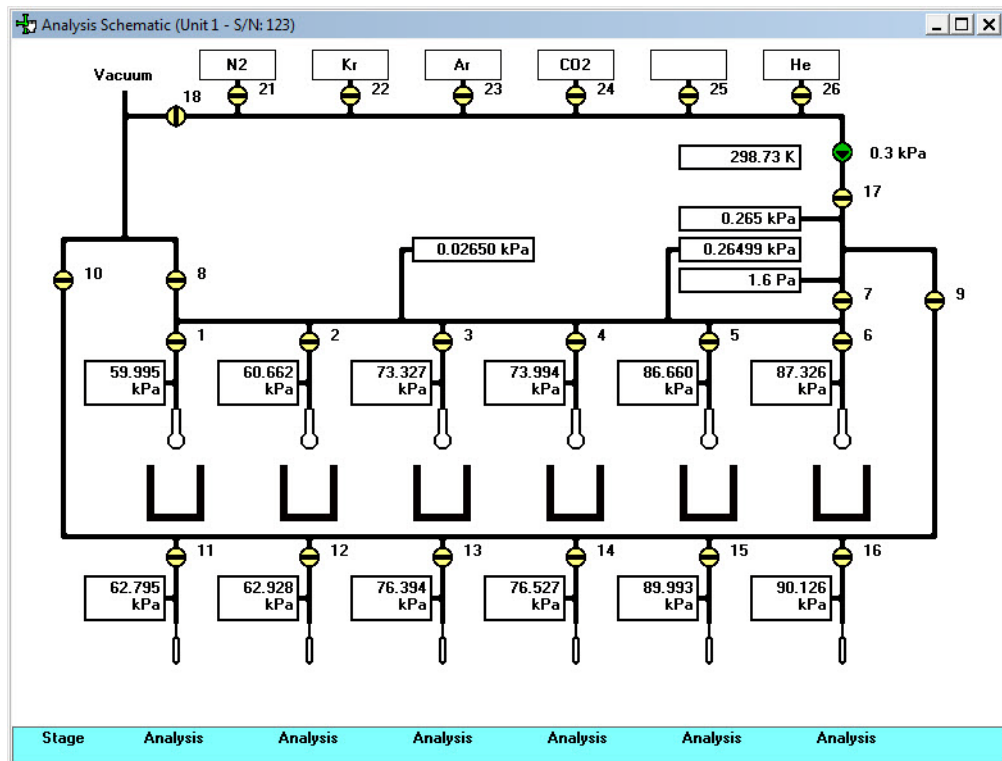 Analysis Schematic (Unit 1 - S/N: 123)
N2 Kr Ar CO2 He
Vacuum
21 22 23 24 25 26
18
298.73 K 0.3 kPa
17
0.265 kPa
0.02650 kPa 0.26499 kPa
10 8 1.6 Pa 7 9
1 2 3 4 5 6
59.995 60.662 73.327 73.994 86.660 87.326
kPa kPa kPa kPa kPa kPa
11 12 13 14 15 16
62.795 62.928 76.394 76.527 89.993 90.126
kPa kPa kPa kPa kPa kPa
Stage Analysis Analysis Analysis Analysis Analysis Analysis